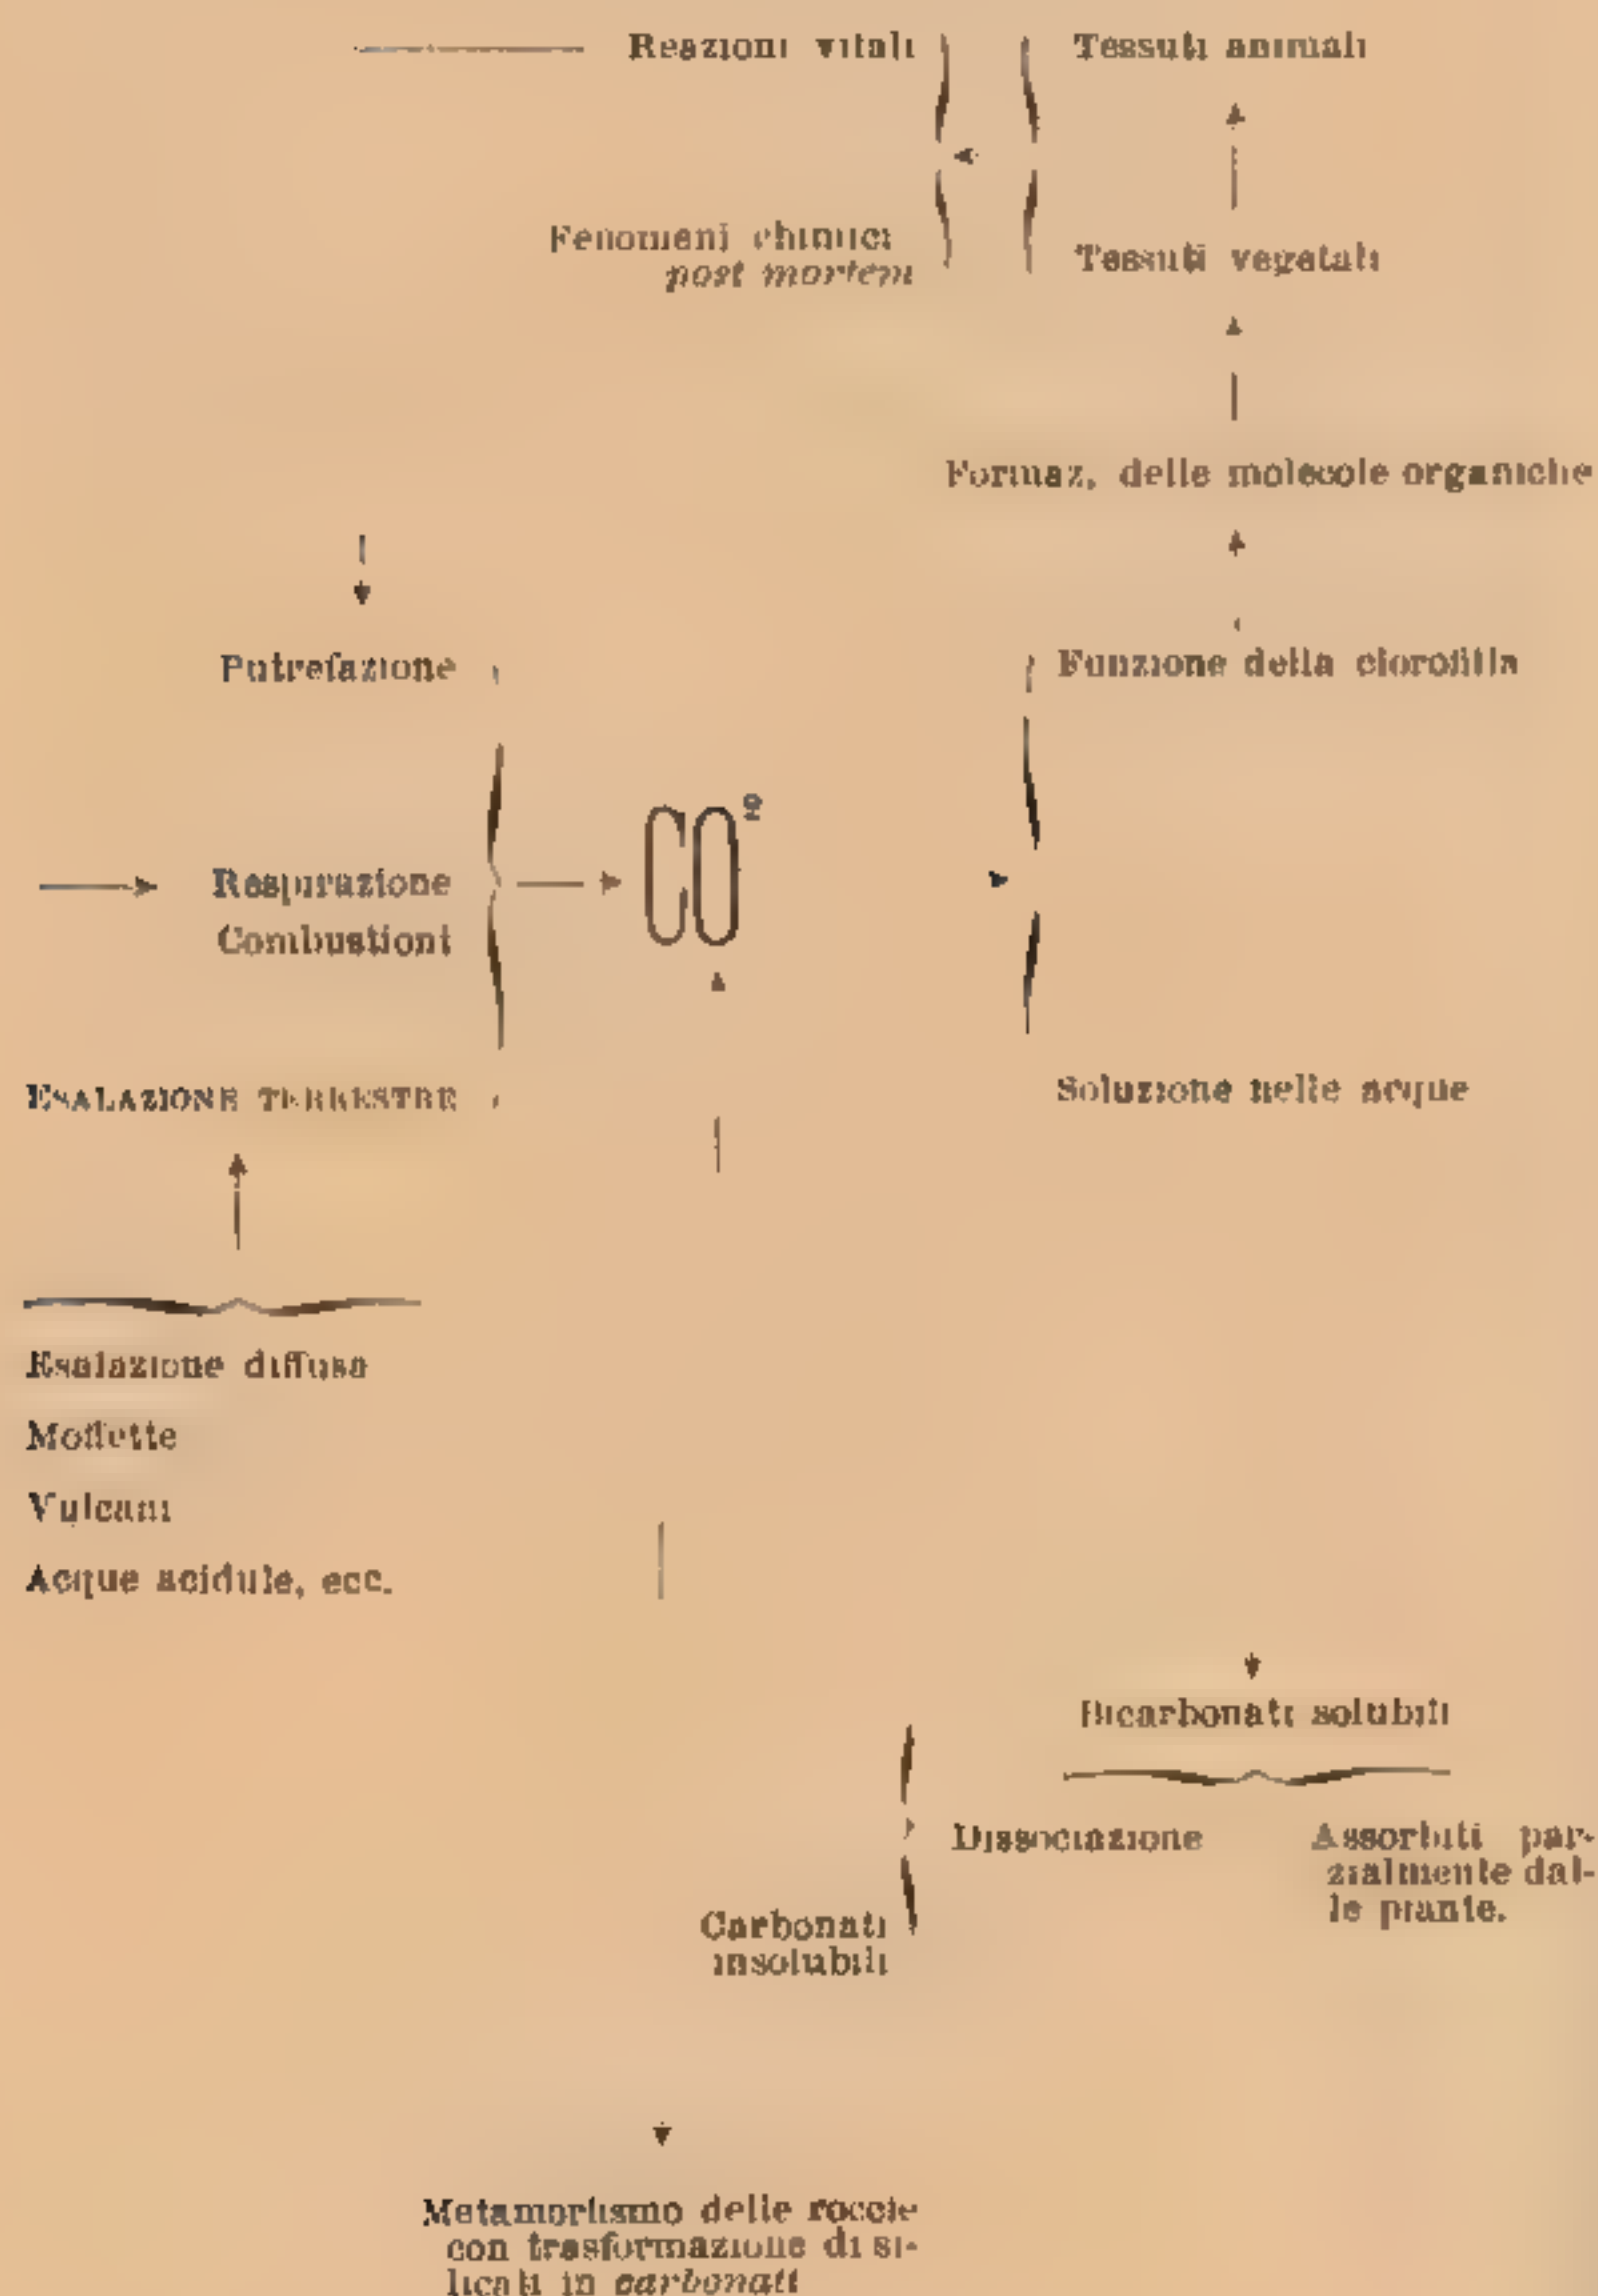 Reazioni vitali
Tessuti animali
Fenomeni chimici
post mortem
Tessuti vegetali
Formaz. delle molecole organiche
Putrefazione
Funzione della clorofilla
CO²
Respirazione
Combustioni
ESALAZIONE TERRESTRE
Soluzione nelle acque
Esalazione diffusa
Moffette
Vulcani
Acque acidule, ecc.
Bicarbonati solubili
Dissociazione
Assorbiti par-
zialmente dal-
le piante.
Carbonati
insolubili
Metamorfismo delle roccie
con trasformazione di si-
licati in carbonati